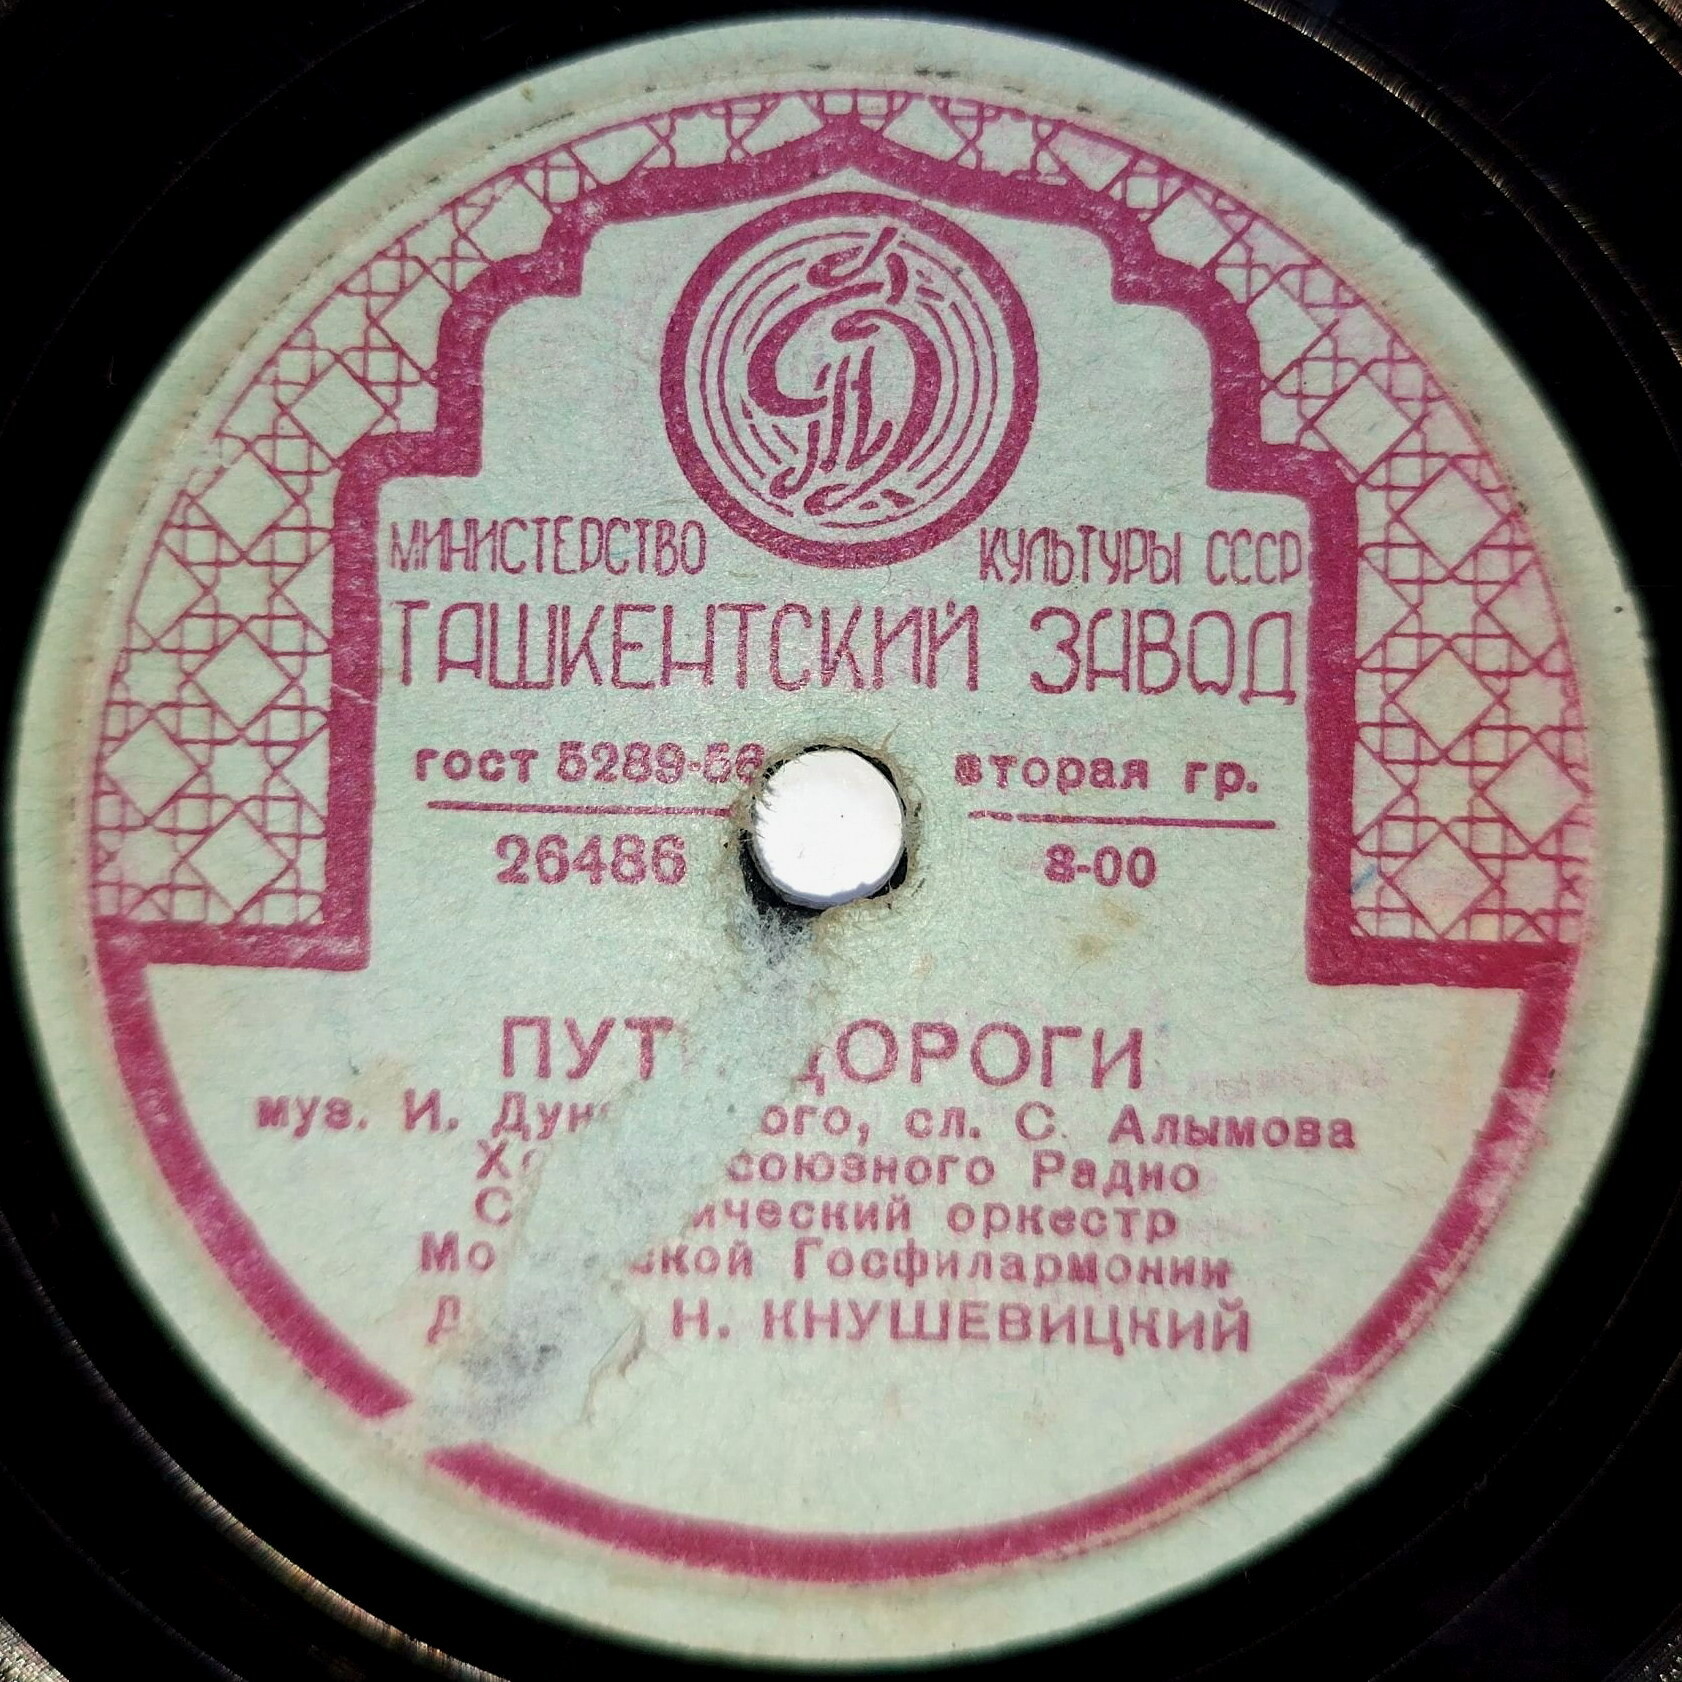 МИНИСТЕРСТВО КУЛЬТУРЫ СССР
ТАШКЕНТСКИЙ ЗАВОД
гост 5289-56 вторая гр.
26486 8-00
ДОРОГИ
муз. И. сл. С. Алымова
Радио
оркестр
Госфилармонии
Н. КНУШЕВИЦКИЙ